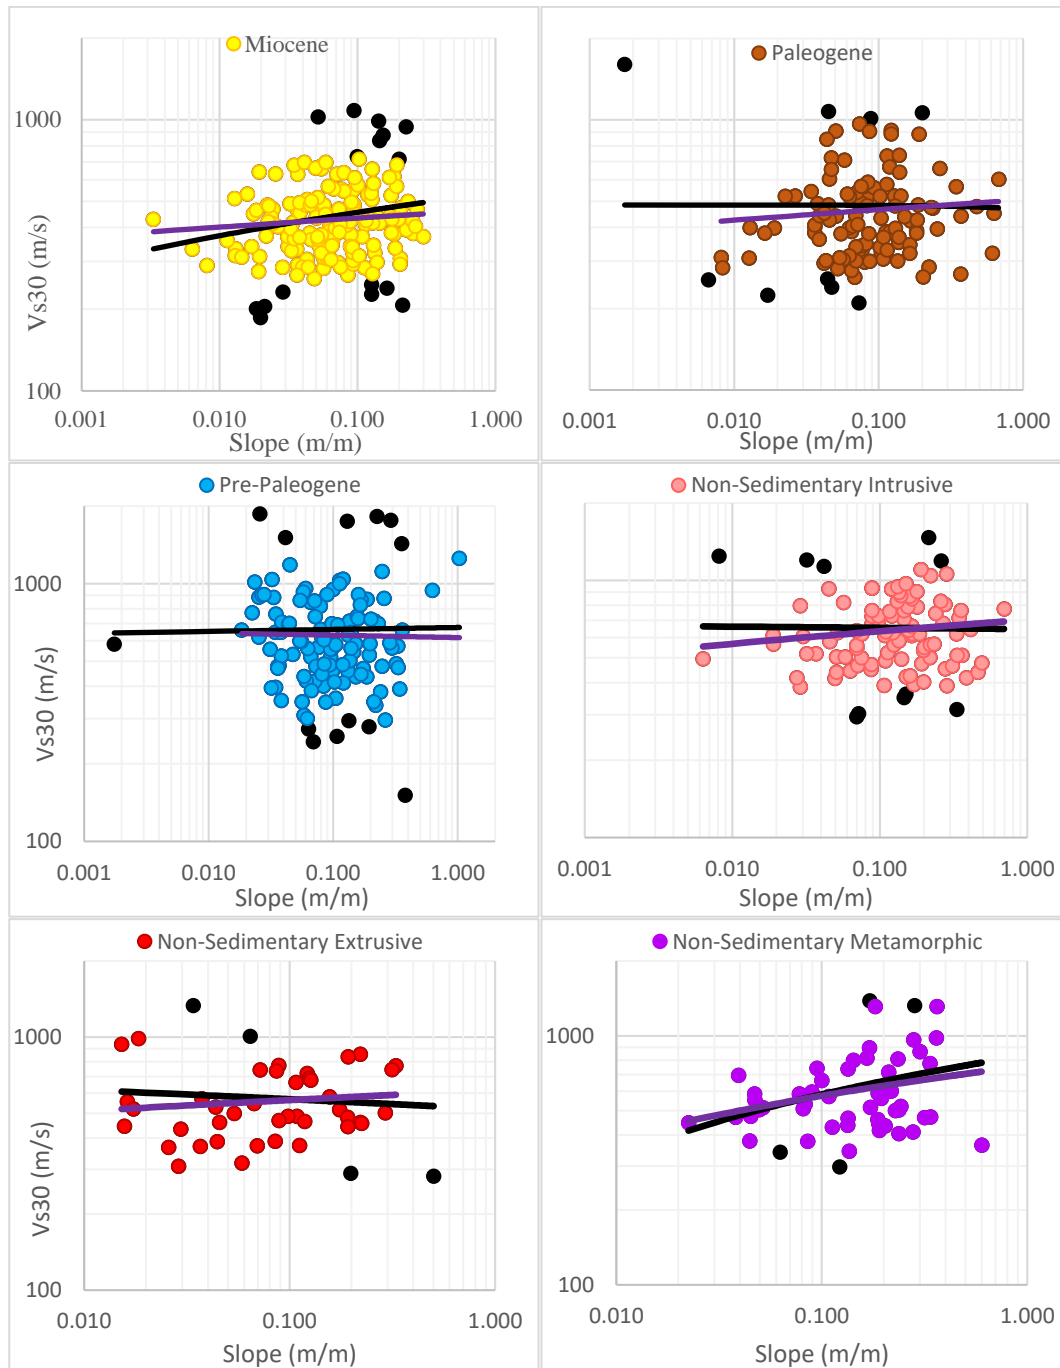 Miocene
Paleogene
1000
Vs30 (m/s)
100
0.001
0.010
0.100
1.000
Slope (m/m)
0.001
0.010
0.100
1.000
Slope (m/m)
Pre-Paleogene
Non-Sedimentary Intrusive
1000
Vs30 (m/s)
100
0.001
0.010
0.100
1.000
Slope (m/m)
0.001
0.010
0.100
1.000
Slope (m/m)
Non-Sedimentary Extrusive
Non-Sedimentary Metamorphic
1000
Vs30 (m/s)
100
0.010
0.100
1.000
Slope (m/m)
1000
100
0.010
0.100
1.000
Slope (m/m)